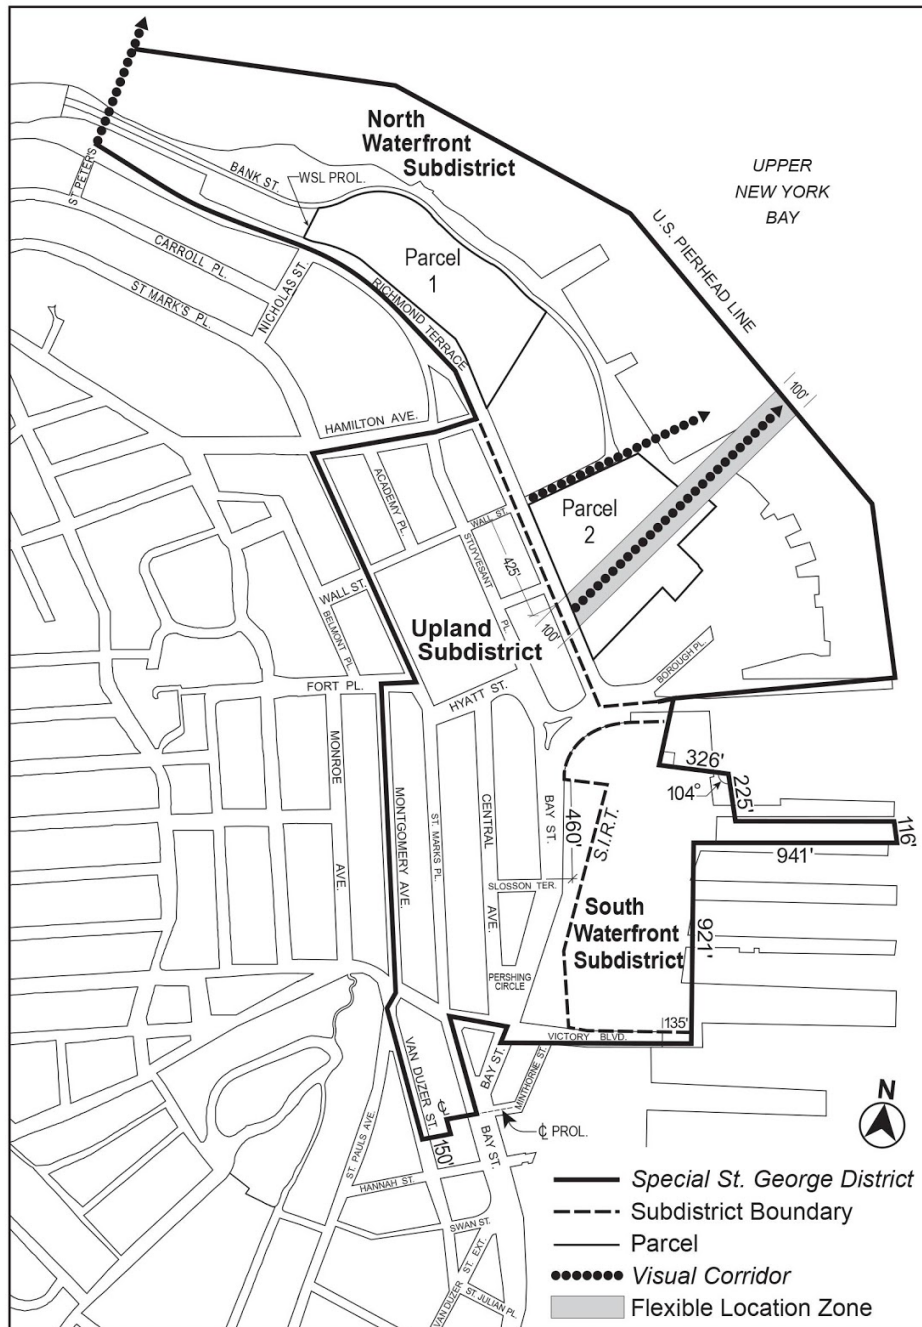 North
Waterfront
Subdistrict
UPPER
NEW YORK
BAY
ST PETER'S
BANK ST.
WSL PROL.
U.S. PIERHEAD LINE
CARROLL PL.
ST MARK'S PL.
NICHOLAS ST.
Parcel
1
RICHMOND TERRACE
100'
HAMILTON AVE.
ACADEMY PL.
WALL ST.
STUYVESANT
PL.
425'
Parcel
2
WALL ST.
BELMONT PL.
100'
Upland
Subdistrict
BOROUGH PL.
FORT PL.
HYATT ST.
MONROE
AVE.
MONTGOMERY AVE.
ST. MARKS PL.
CENTRAL
AVE.
BAY ST.
460'
S.I.R.T.
326'
104°
225'
116'
941'
921'
SLOSSON TER.
South
Waterfront
Subdistrict
PERSHING
CIRCLE
135'
VICTORY BLVD.
VAN DUZER ST.
BAY ST.
MINTHORNE ST.
℄
150'
BAY ST.
℄ PROL.
ST. PAULS AVE.
HANNAH ST.
SWAN ST.
VAN DUZER
ST. EXT.
ST. JULIAN PL.
N
Special St. George District
Subdistrict Boundary
Parcel
Visual Corridor
Flexible Location Zone